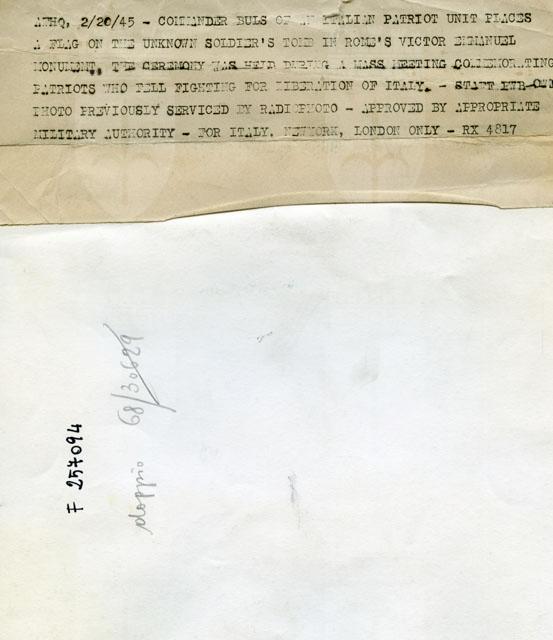 AFHQ, 2/20/45 - COMMANDER BULS OF AN ITALIAN PATRIOT UNIT PLACES
A FLAG ON THE UNKNOWN SOLDIER'S TOMB IN ROME'S VICTOR EMMANUEL
MONUMENT. THE CEREMONY WAS HELD DURING A MASS MEETING COMMEMORATING
PATRIOTS WHO FELL FIGHTING FOR LIBERATION OF ITALY. - STAFF
PHOTO PREVIOUSLY SERVICED BY RADIOPHOTO - APPROVED BY APPROPRIATE
MILITARY AUTHORITY - FOR ITALY, NEWYORK, LONDON ONLY - RX 4817
F 257094
doppio 68/30629